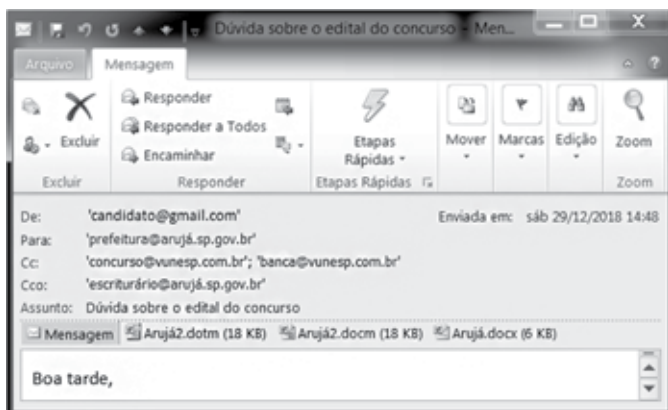 Dúvida sobre o edital do concurso - Men...
Arquivo Mensagem
Excluir
Responder
Responder a Todos
Encaminhar
Etapas Rápidas
Mover
Marcas
Edição
Zoom
Excluir Responder Etapas Rápidas Zoom
De: 'candidato@gmail.com' Enviada em: sáb 29/12/2018 14:48
Para: 'prefeitura@arujá.sp.gov.br'
Cc: 'concurso@vunesp.com.br'; 'banca@vunesp.com.br'
Cco: 'escriturário@arujá.sp.gov.br'
Assunto: Dúvida sobre o edital do concurso
Mensagem Arujá2.dotm (18 KB) Arujá2.docm (18 KB) Arujá.docx (6 KB)
Boa tarde,